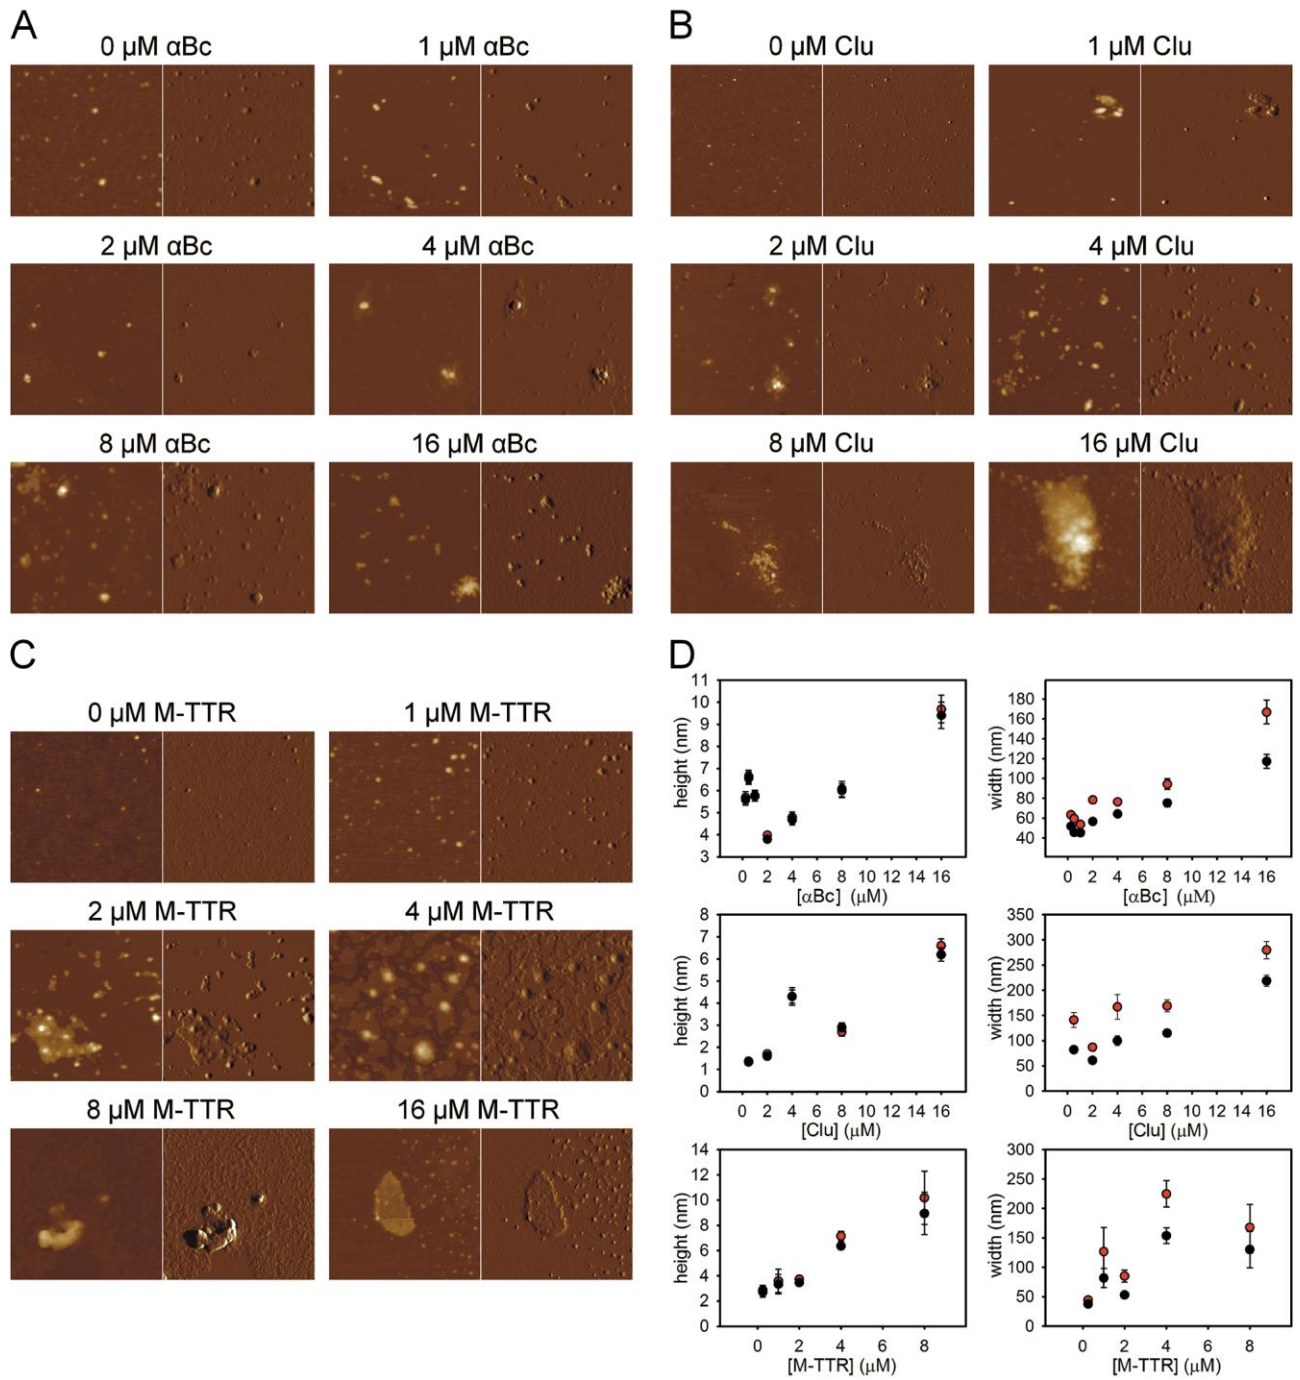 A
0 µM αBc
1 µM αBc
2 µM αBc
4 µM αBc
8 µM αBc
16 µM αBc
B
0 µM Clu
1 µM Clu
2 µM Clu
4 µM Clu
8 µM Clu
16 µM Clu
C
0 µM M-TTR
1 µM M-TTR
2 µM M-TTR
4 µM M-TTR
8 µM M-TTR
16 µM M-TTR
D
height (nm)
11
10
9
8
7
6
5
4
3
0 2 4 6 8 10 12 14 16
[αBc] (µM)
width (nm)
180
160
140
120
100
80
60
40
0 2 4 6 8 10 12 14 16
[αBc] (µM)
height (nm)
8
7
6
5
4
3
2
1
0
0 2 4 6 8 10 12 14 16
[Clu] (µM)
width (nm)
350
300
250
200
150
100
50
0
0 2 4 6 8 10 12 14 16
[Clu] (µM)
height (nm)
14
12
10
8
6
4
2
0
0 2 4 6 8
[M-TTR] (µM)
width (nm)
300
250
200
150
100
50
0
0 2 4 6 8
[M-TTR] (µM)